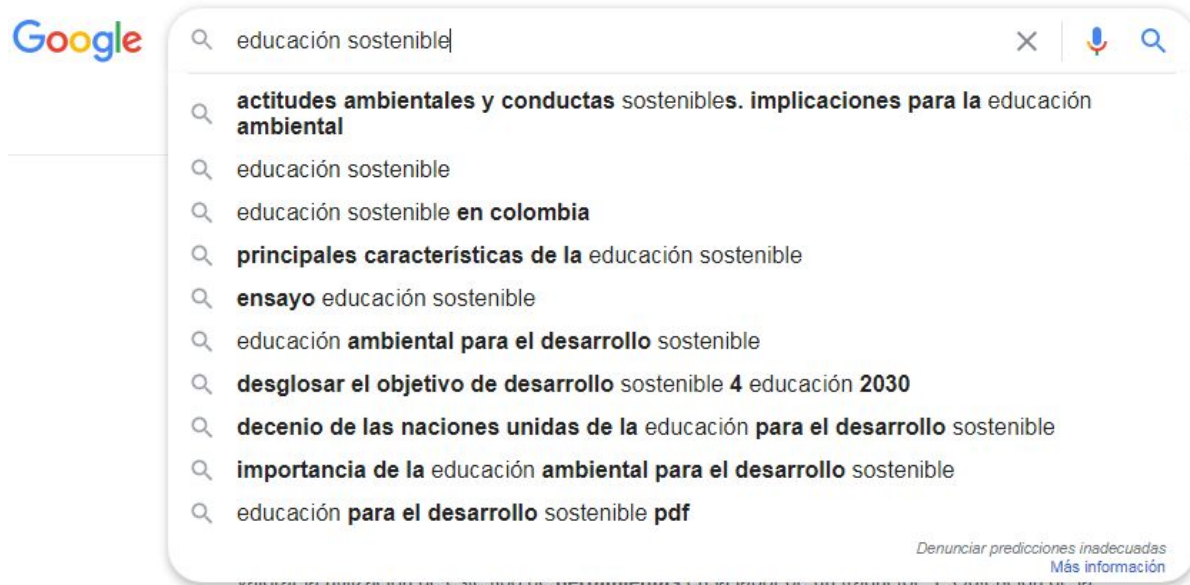 Google
educación sostenible
actitudes ambientales y conductas sostenibles. implicaciones para la educación
ambiental
educación sostenible
educación sostenible en colombia
principales características de la educación sostenible
ensayo educación sostenible
educación ambiental para el desarrollo sostenible
desglosar el objetivo de desarrollo sostenible 4 educación 2030
decenio de las naciones unidas de la educación para el desarrollo sostenible
importancia de la educación ambiental para el desarrollo sostenible
educación para el desarrollo sostenible pdf
Denunciar predicciones inadecuadas
Más información